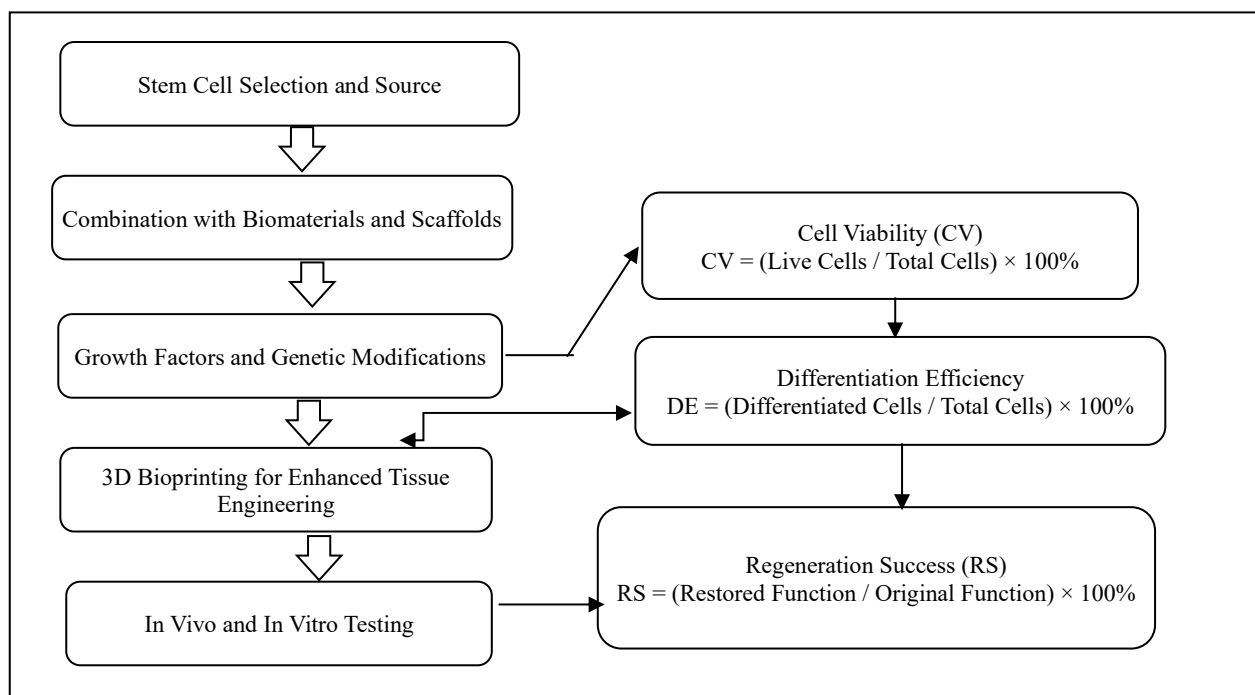 Stem Cell Selection and Source
Combination with Biomaterials and Scaffolds
Growth Factors and Genetic Modifications
3D Bioprinting for Enhanced Tissue
Engineering
In Vivo and In Vitro Testing
Cell Viability (CV)
CV = (Live Cells / Total Cells) × 100%
Differentiation Efficiency
DE = (Differentiated Cells / Total Cells) × 100%
Regeneration Success (RS)
RS = (Restored Function / Original Function) × 100%